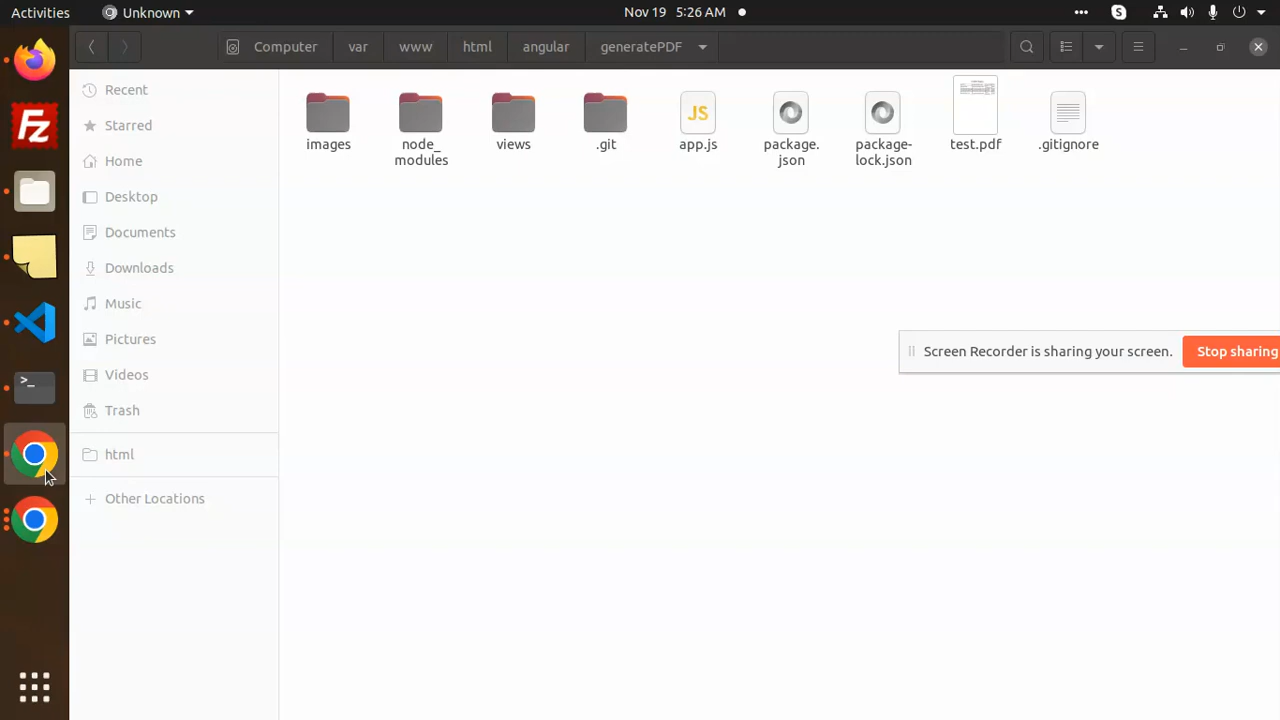 Activities
Unknown
Nov 19 5:26 AM
Computer
var
www
html
angular
generatePDF
Recent
Starred
Home
Desktop
Documents
Downloads
Music
Pictures
Videos
Trash
html
Other Locations
images
node_
modules
views
.git
JS
app.js
package.
json
package-
lock.json
test.pdf
.gitignore
Screen Recorder is sharing your screen.
Stop sharing
Fz
>_
S